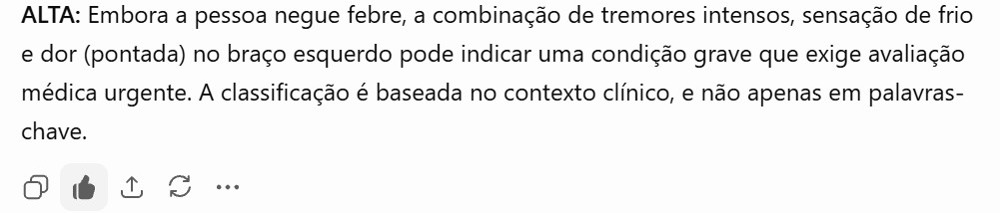 ALTA: Embora a pessoa negue febre, a combinação de tremores intensos, sensação de frio
e dor (pontada) no braço esquerdo pode indicar uma condição grave que exige avaliação
médica urgente. A classificação é baseada no contexto clínico, e não apenas em palavras-
chave.